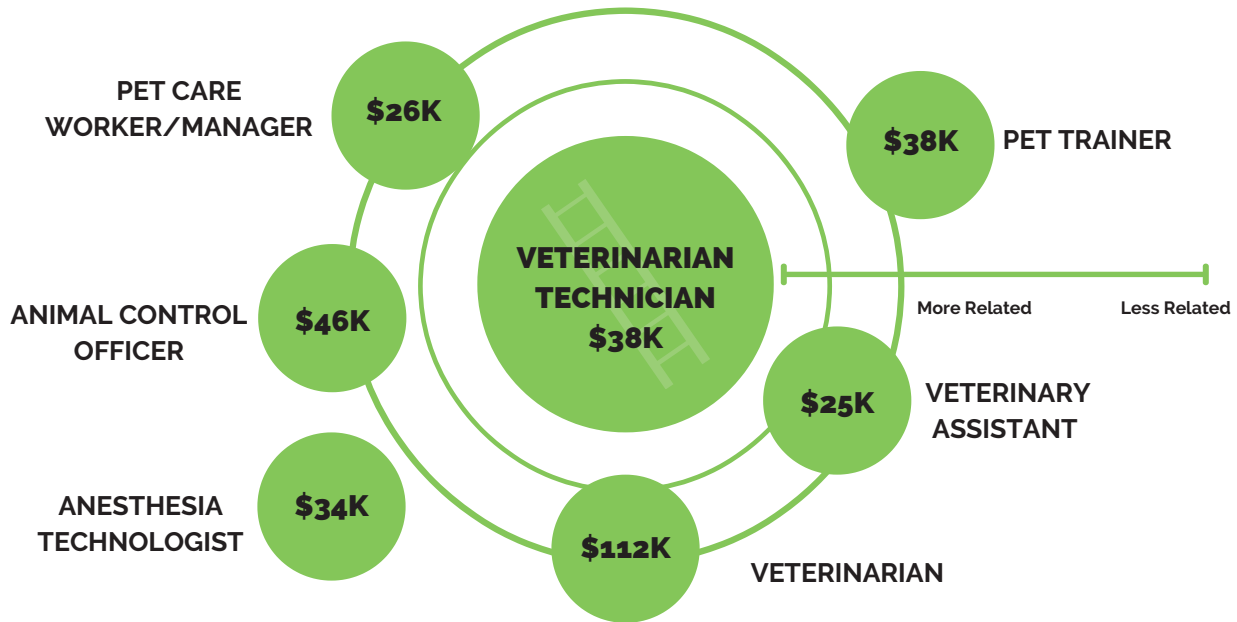 PET CARE
WORKER/MANAGER
$26K
$38K
PET TRAINER
VETERINARIAN
TECHNICIAN
$38K
More Related
Less Related
ANIMAL CONTROL
OFFICER
$46K
$25K
VETERINARY
ASSISTANT
ANESTHESIA
TECHNOLOGIST
$34K
$112K
VETERINARIAN